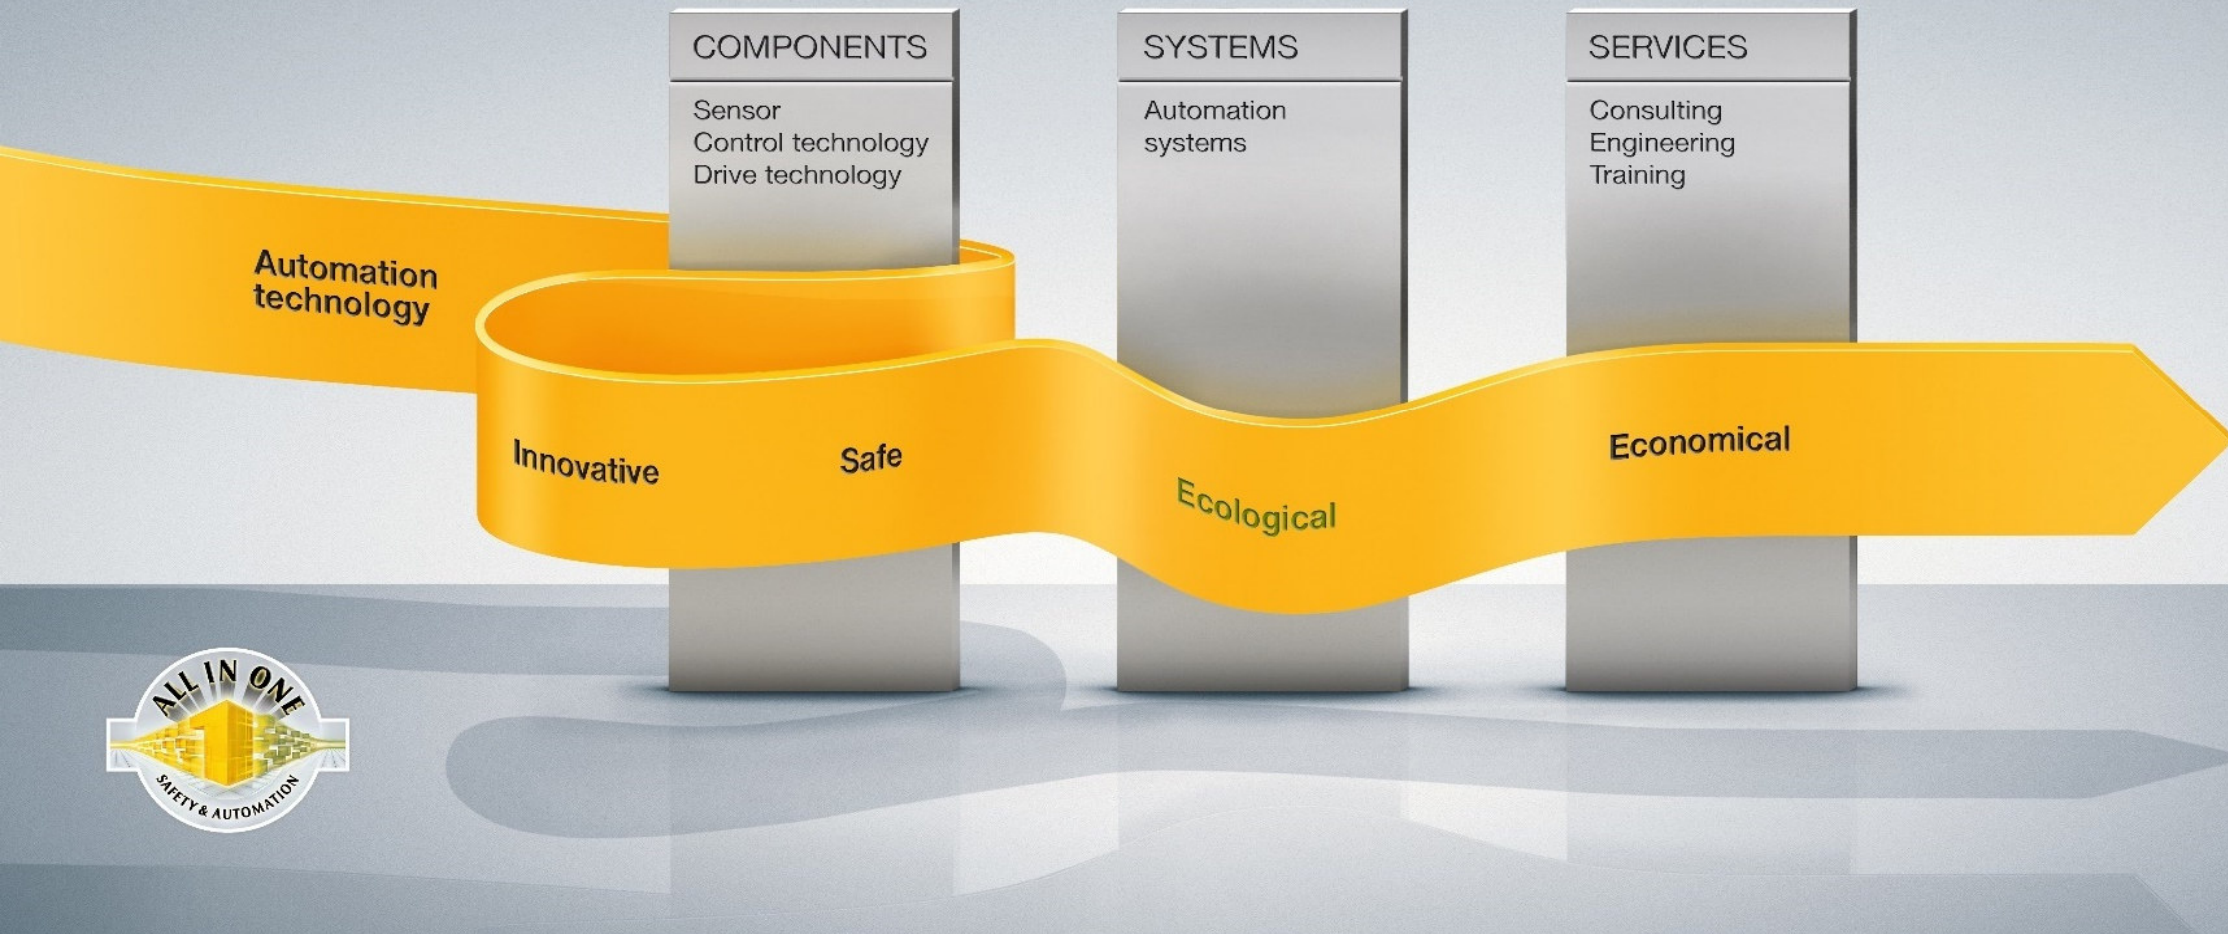 COMPONENTS
Sensor
Control technology
Drive technology
SYSTEMS
Automation
systems
SERVICES
Consulting
Engineering
Training
Automation
technology
Innovative
Safe
Ecological
Economical
ALL IN ONE
SAFETY & AUTOMATION